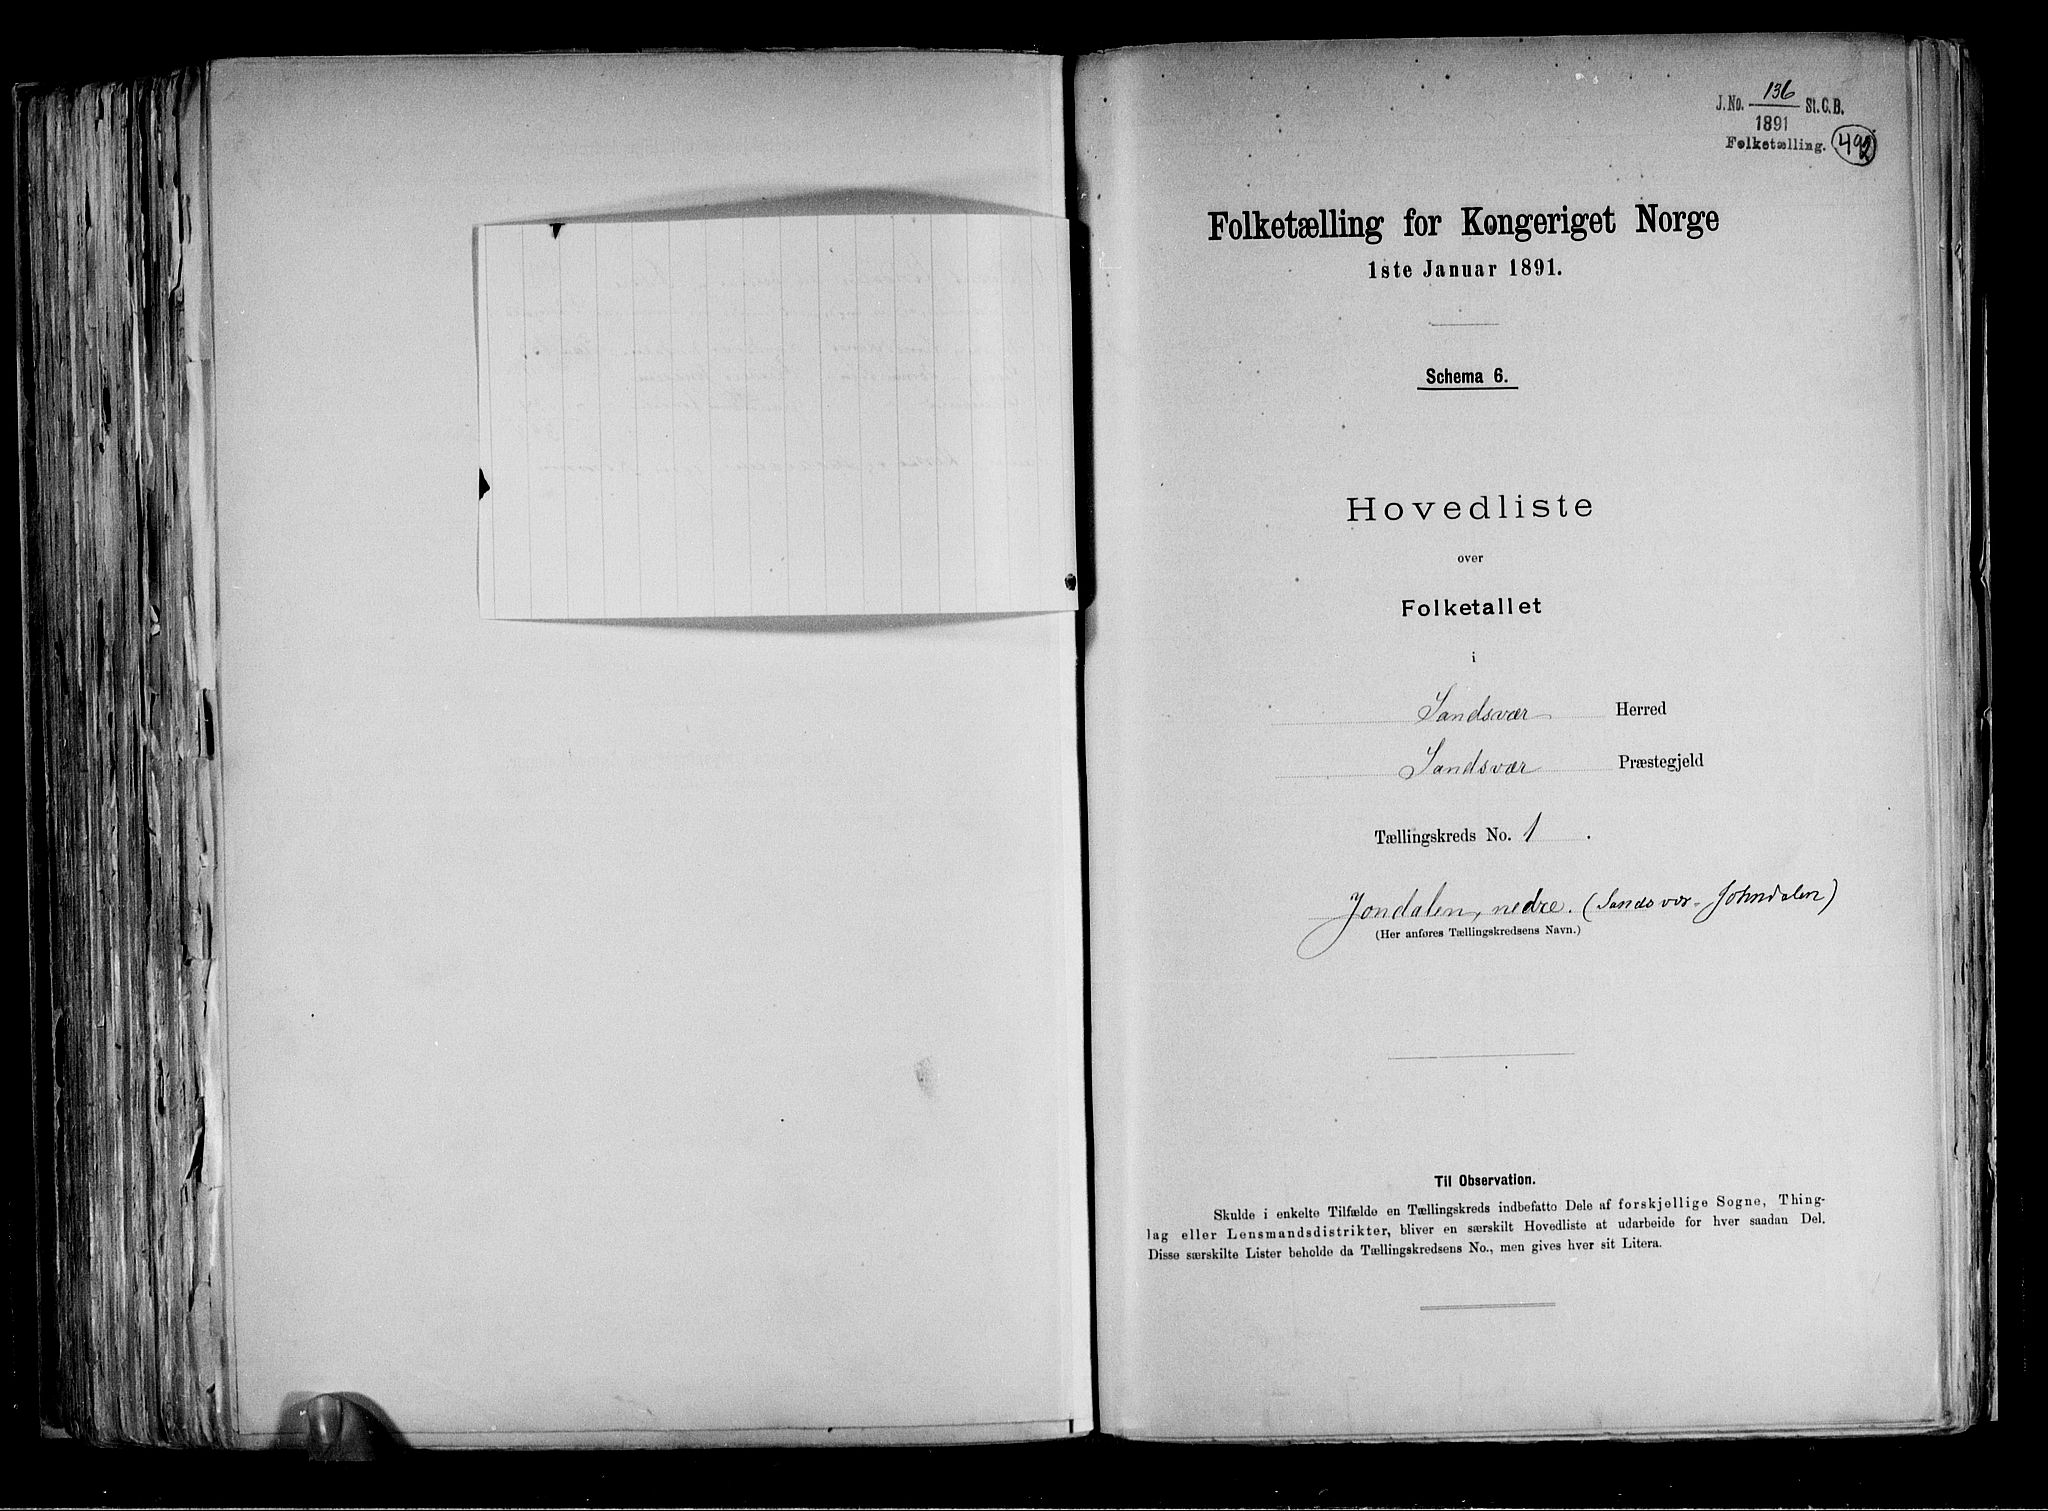 J. No. 136 St. C. B.
1891
Folketælling. 492
Folketælling for Kongeriget Norge
1ste Januar 1891.
Schema 6.
Hovedliste
over
Folketallet
i
Sandsvær Herred
Sandsvær Præstegjeld
Tællingskreds No. 1.
Jondalen, nedre. (Sandsvær-Johndalen)
(Her anføres Tællingskredsens Navn.)
Til Observation.
Skulde i enkelte Tilfælde en Tællingskreds indbefatte Dele af forskjellige Sogne, Thing-
lag eller Lensmandsdistrikter, bliver en særskilt Hovedliste at udarbeide for hver saadan Del.
Disse særskilte Lister beholde da Tællingskredsens No., men gives hver sit Litera.